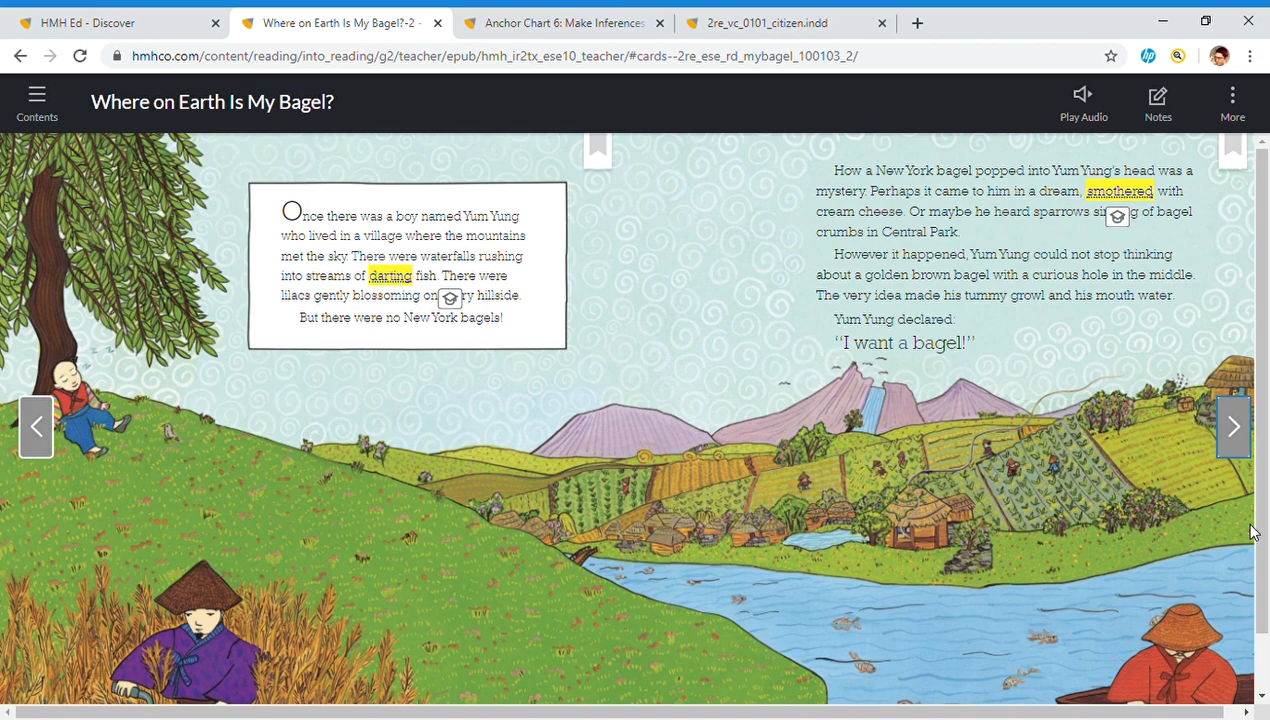 HMH Ed - Discover
Where on Earth Is My Bagel?-2 -
Anchor Chart 6: Make Inferences
2re_vc_0101_citizen.indd
hmhco.com/content/reading/into_reading/g2/teacher/epub/hmh_ir2tx_ese10_teacher/#cards--2re_ese_rd_mybagel_100103_2/
Contents
Where on Earth Is My Bagel?
Play Audio
Notes
More
Once there was a boy named Yum Yung
who lived in a village where the mountains
met the sky. There were waterfalls rushing
into streams of darting fish. There were
lilacs gently blossoming on hillside.
But there were no New York bagels!
How a New York bagel popped into Yum Yung's head was a
mystery. Perhaps it came to him in a dream, smothered with
cream cheese. Or maybe he heard sparrows of bagel
crumbs in Central Park.
However it happened, Yum Yung could not stop thinking
about a golden brown bagel with a curious hole in the middle.
The very idea made his tummy growl and his mouth water.
Yum Yung declared:
"I want a bagel!"